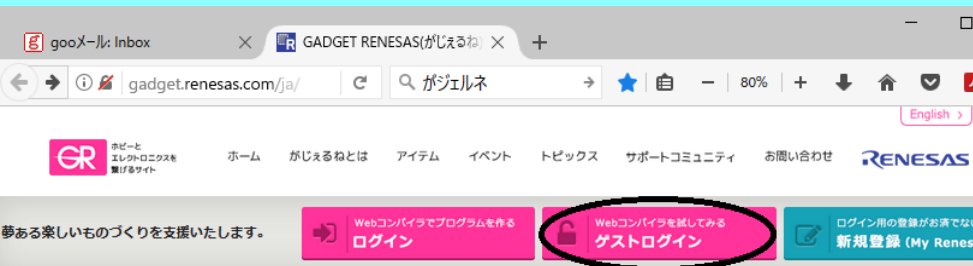 gooメール: Inbox
GADGET RENESAS(がじぇるね)
gadget.renesas.com/ja/
がジェルネ
80%
English >
GR
ホビーと
エレクトロニクスを
繋げるサイト
ホーム がじぇるねとは アイテム イベント トピックス サポートコミュニティ お問い合わせ
RENESAS
夢ある楽しいものづくりを支援いたします。
Webコンパイラでプログラムを作る
ログイン
Webコンパイラを試してみる
ゲストログイン
ログイン用の登録がお済でな
新規登録 (My Renes